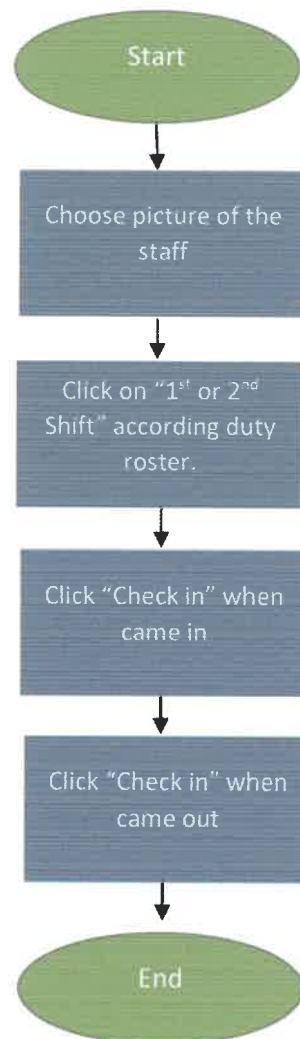 Start
Choose picture of the
staff
Click on “1st or 2nd
Shift” according duty
roster.
Click “Check in” when
came in
Click “Check in” when
came out
End